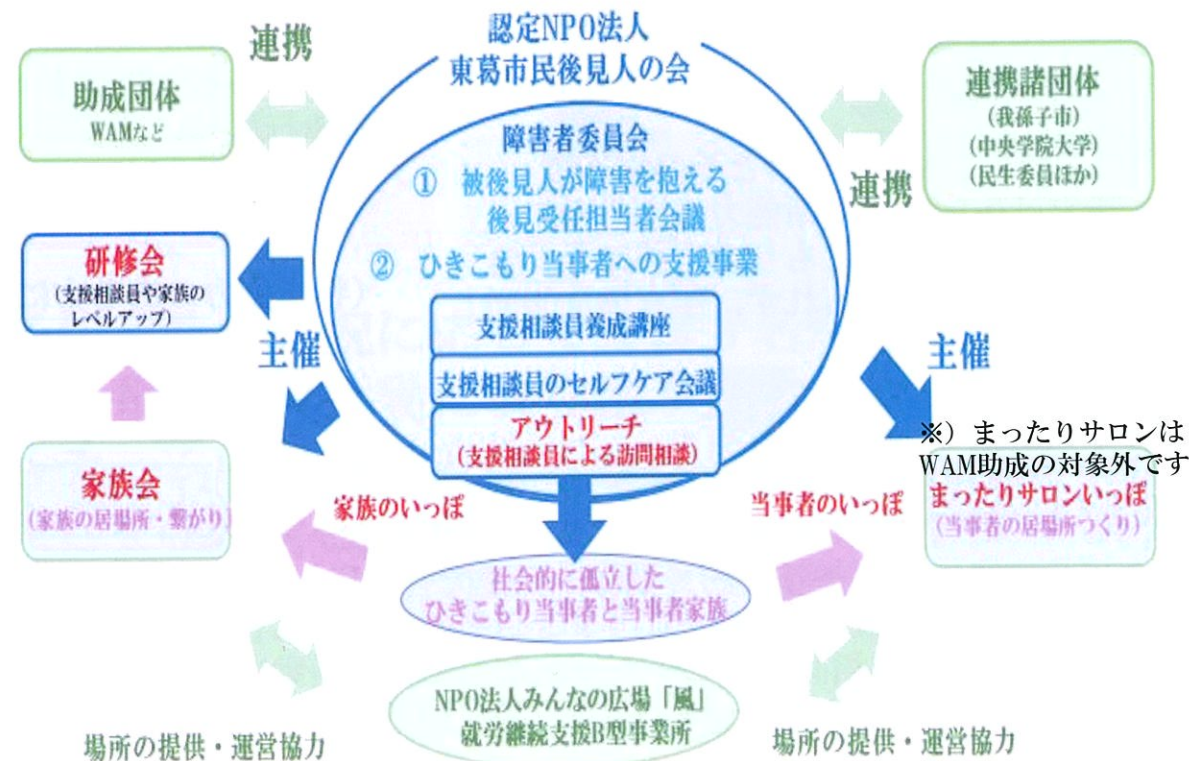 認定NPO法人
東葛市民後見人の会
連携
助成団体
WAMなど
連携諸団体
(我孫子市)
(中央学院大学)
(民生委員ほか)
連携
障害者委員会
① 被後見人が障害を抱える
後見受任担当者会議
② ひきこもり当事者への支援事業
支援相談員養成講座
支援相談員のセルフケア会議
アウトリーチ
(支援相談員による訪問相談)
研修会
(支援相談員や家族の
レベルアップ)
主催
主催
※）まったりサロンは
WAM助成の対象外です
まったりサロンいっぽ
(当事者の居場所つくり)
家族会
(家族の居場所・繋がり)
家族のいっぽ
当事者のいっぽ
社会的に孤立した
ひきこもり当事者と当事者家族
NPO法人みんなの広場「風」
就労継続支援B型事業所
場所の提供・運営協力
場所の提供・運営協力